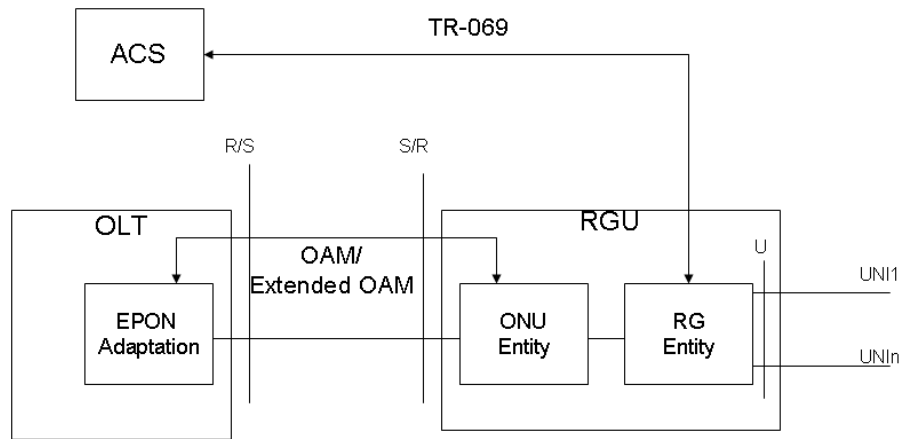 TR-069
ACS
R/S
S/R
OLT
RGU
U
OAM/
Extended OAM
UNI1
EPON
Adaptation
ONU
Entity
RG
Entity
UNIn